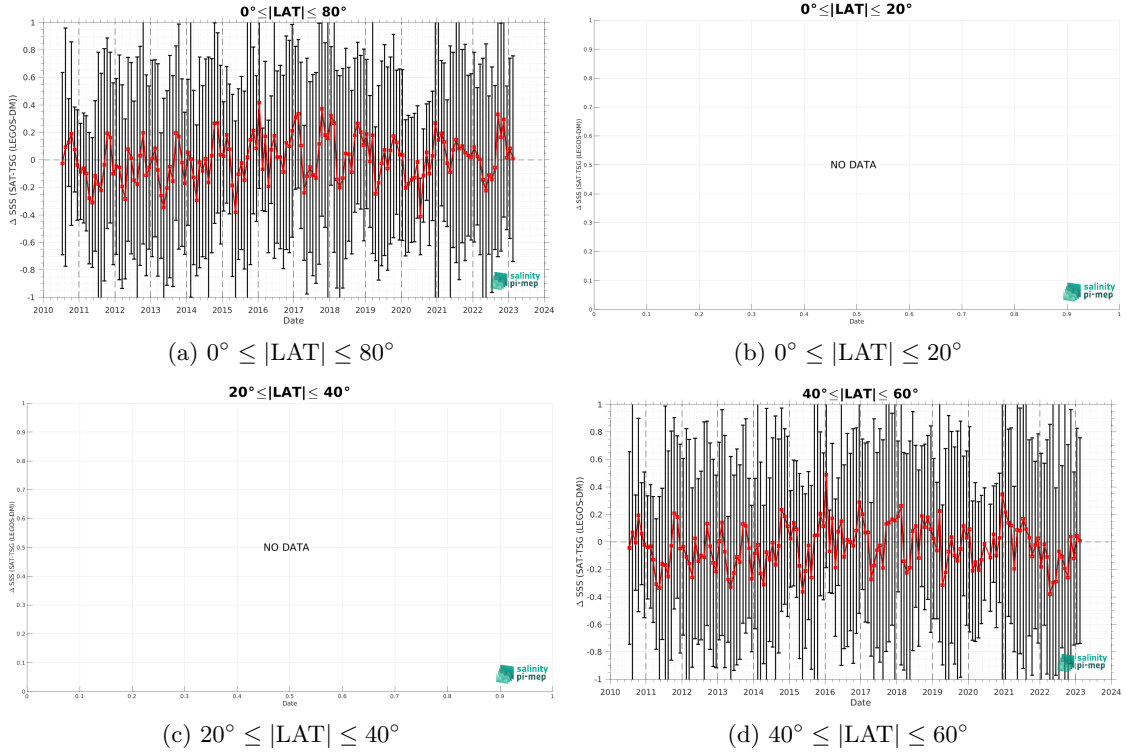 0°≤|LAT|≤ 80°
Δ SSS (SAT-TSG (LEGOS-DM))
1
0.8
0.6
0.4
0.2
0
-0.2
-0.4
-0.6
-0.8
-1
2010 2011 2012 2013 2014 2015 2016 2017 2018 2019 2020 2021 2022 2023 2024
Date
salinity
pi-mep
(a) 0° ≤ |LAT| ≤ 80°
0°≤|LAT|≤ 20°
Δ SSS (SAT-TSG (LEGOS-DM))
1
0.9
0.8
0.7
0.6
0.5
0.4
0.3
0.2
0.1
0
NO DATA
0 0.1 0.2 0.3 0.4 0.5 0.6 0.7 0.8 0.9 1
Date
salinity
pi-mep
(b) 0° ≤ |LAT| ≤ 20°
20°≤|LAT|≤ 40°
Δ SSS (SAT-TSG (LEGOS-DM))
1
0.9
0.8
0.7
0.6
0.5
0.4
0.3
0.2
0.1
0
NO DATA
0 0.1 0.2 0.3 0.4 0.5 0.6 0.7 0.8 0.9 1
Date
salinity
pi-mep
(c) 20° ≤ |LAT| ≤ 40°
40°≤|LAT|≤ 60°
Δ SSS (SAT-TSG (LEGOS-DM))
1
0.8
0.6
0.4
0.2
0
-0.2
-0.4
-0.6
-0.8
-1
2010 2011 2012 2013 2014 2015 2016 2017 2018 2019 2020 2021 2022 2023 2024
Date
salinity
pi-mep
(d) 40° ≤ |LAT| ≤ 60°